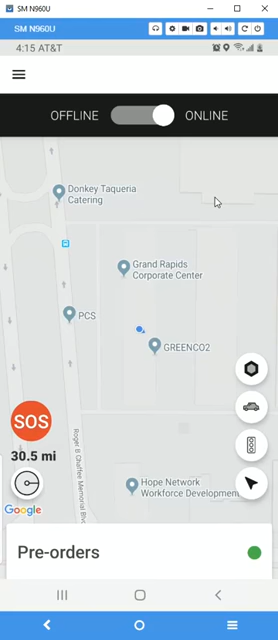 SM N960U
SM N960U
4:15 AT&T
OFFLINE
ONLINE
Donkey Taqueria
Catering
Grand Rapids
Corporate Center
PCS
GREENCO2
SOS
30.5 mi
Roger B Chaffee Memorial Blvd
Google
Hope Network
Workforce Development
Pre-orders